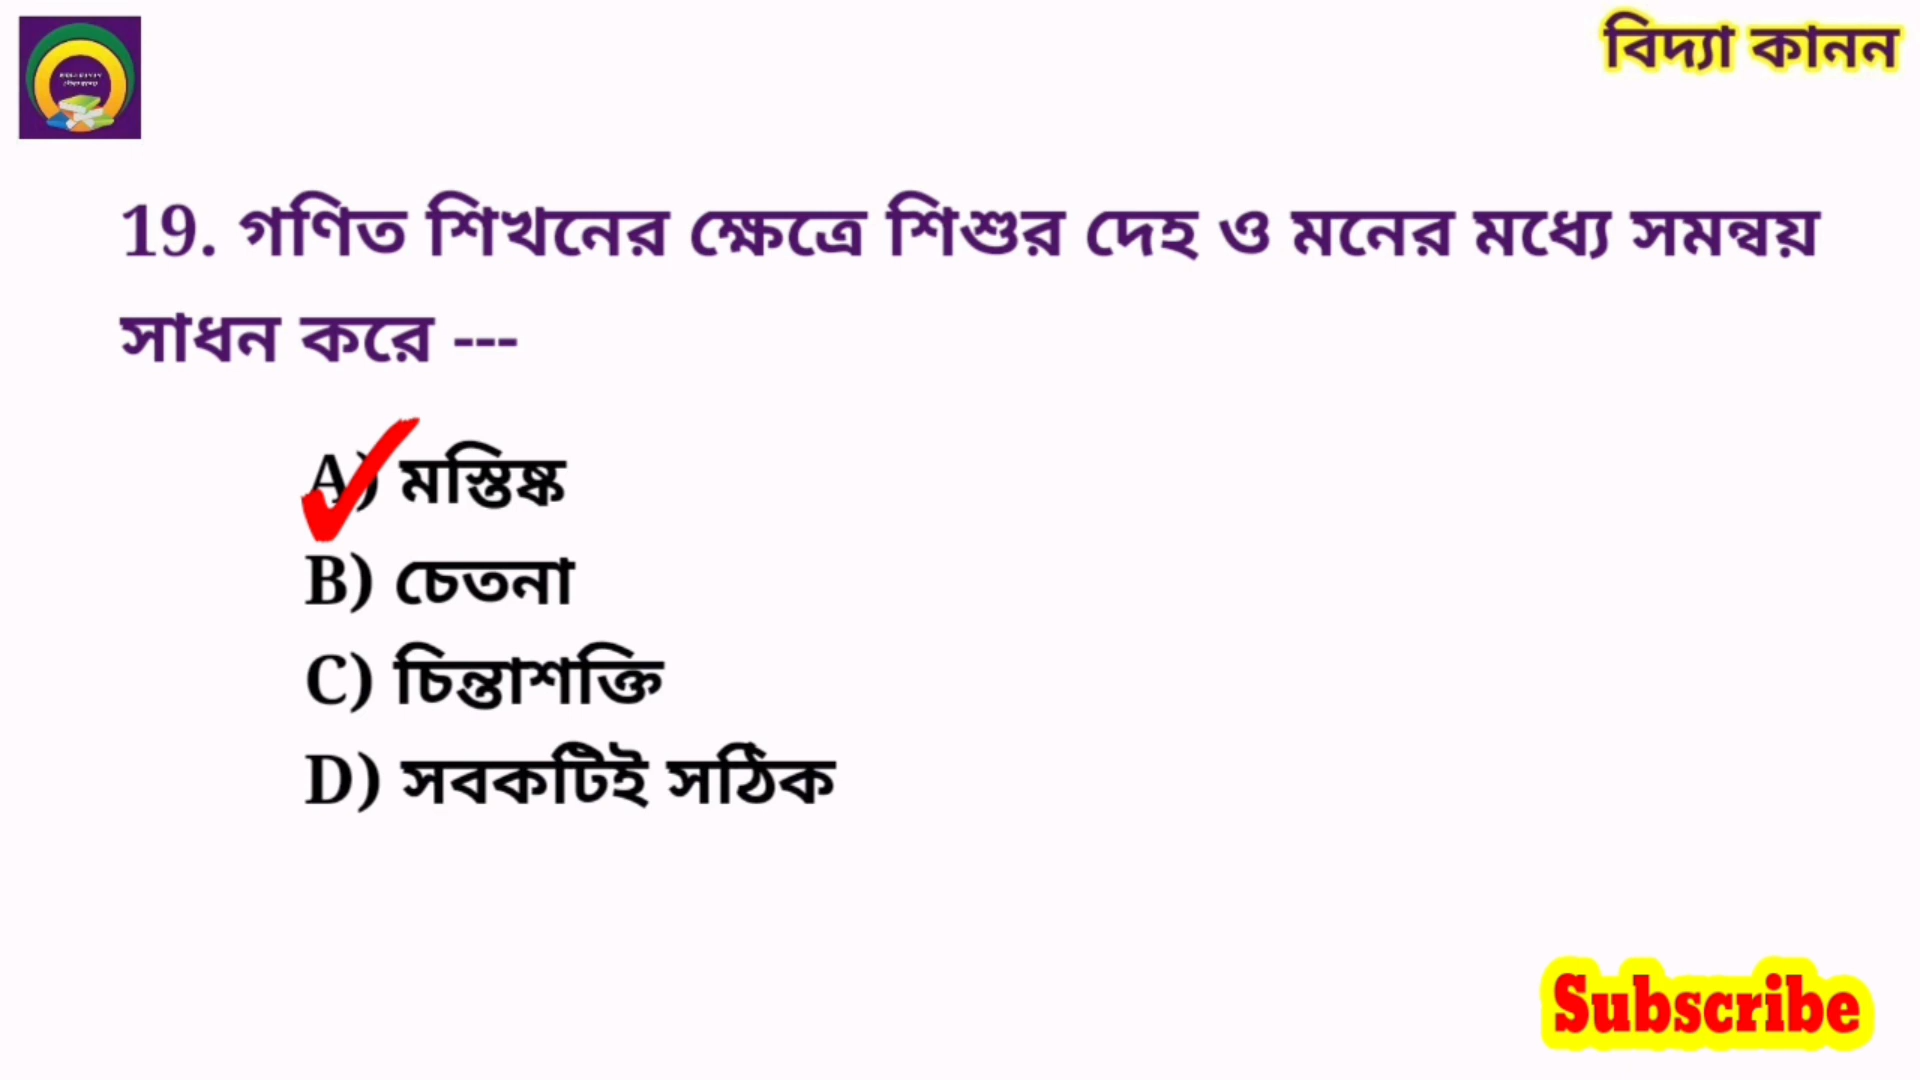 বিদ্যা কানন
19. গণিত শিখনের ক্ষেত্রে শিশুর দেহ ও মনের মধ্যে সমন্বয়
সাধন করে ---
A) মস্তিষ্ক
B) চেতনা
C) চিন্তাশক্তি
D) সবকটিই সঠিক
Subscribe